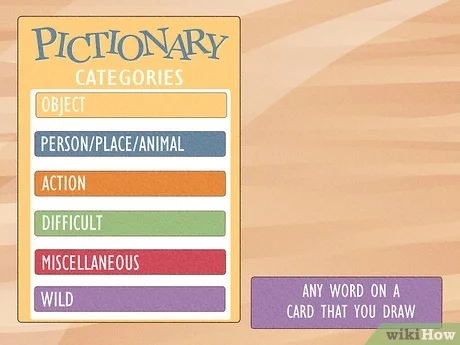 PICTIONARY
CATEGORIES
OBJECT
PERSON/PLACE/ANIMAL
ACTION
DIFFICULT
MISCELLANEOUS
WILD
ANY WORD ON A
CARD THAT YOU DRAW
wikiHow